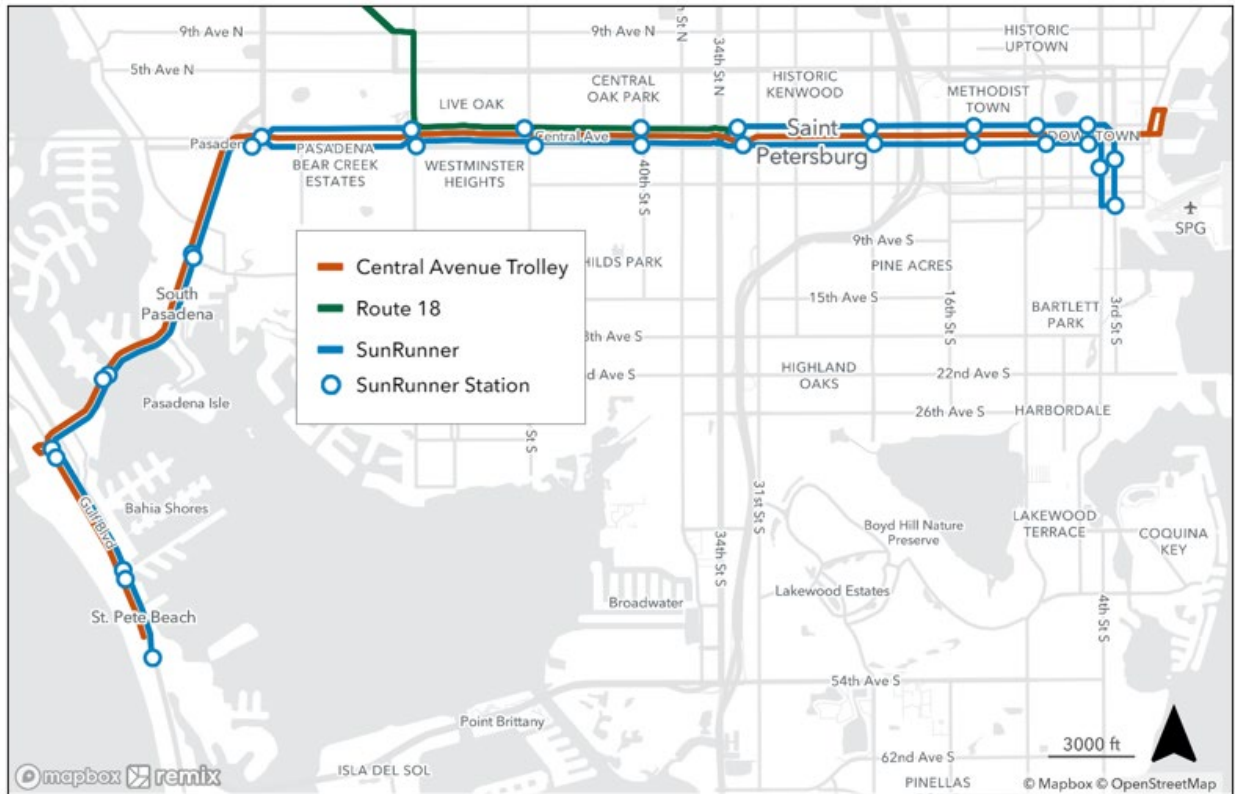 9th Ave N
9th Ave N
34th St N
HISTORIC
UPTOWN
5th Ave N
CENTRAL
OAK PARK
HISTORIC
KENWOOD
METHODIST
TOWN
LIVE OAK
Central Ave
Saint
Petersburg
PASADENA
BEAR CREEK
ESTATES
WESTMINSTER
HEIGHTS
40th St S
SPG
9th Ave S
PINE ACRES
Central Avenue Trolley
Route 18
SunRunner
SunRunner Station
South
Pasadena
15th Ave S
16th St S
BARTLETT
PARK
3rd St S
HIGHLAND
OAKS
22nd Ave S
Pasadena Isle
26th Ave S
HARBORDALE
St S
31st St S
Gulf Blvd
Bahia Shores
Boyd Hill Nature
Preserve
LAKEWOOD
TERRACE
COQUINA
KEY
34th St S
Lakewood Estates
Broadwater
4th St S
St. Pete Beach
54th Ave S
Point Brittany
3000 ft
62nd Ave S
ISLA DEL SOL
PINELLAS
mapbox remix
© Mapbox © OpenStreetMap